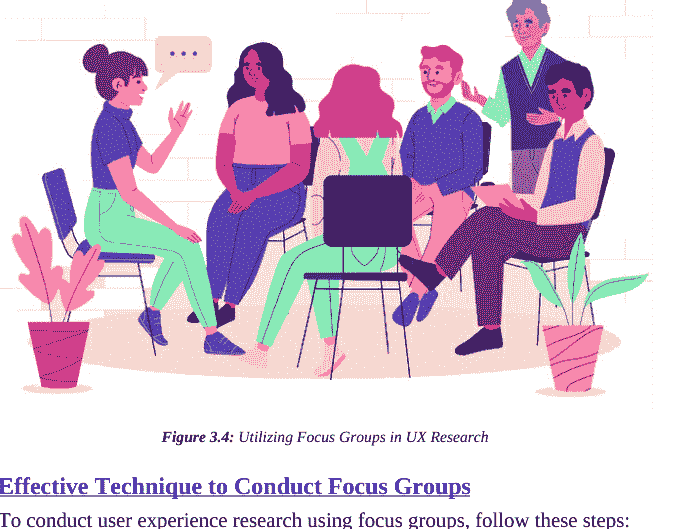 Figure 3.4: Utilizing Focus Groups in UX Research
Effective Technique to Conduct Focus Groups
To conduct user experience research using focus groups, follow these steps: